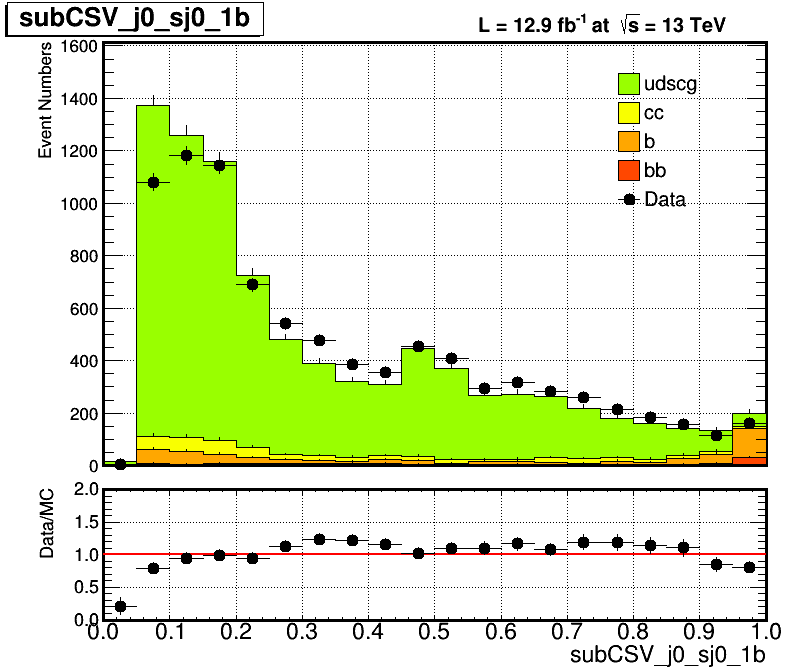 subCSV_j0_sj0_1b
L = 12.9 fb⁻¹ at √s = 13 TeV
Event Numbers
1600
1400
1200
1000
800
600
400
200
0
udscg
cc
b
bb
Data
Data/MC
2.0
1.5
1.0
0.5
0.0
0.0 0.1 0.2 0.3 0.4 0.5 0.6 0.7 0.8 0.9 1.0
subCSV_j0_sj0_1b